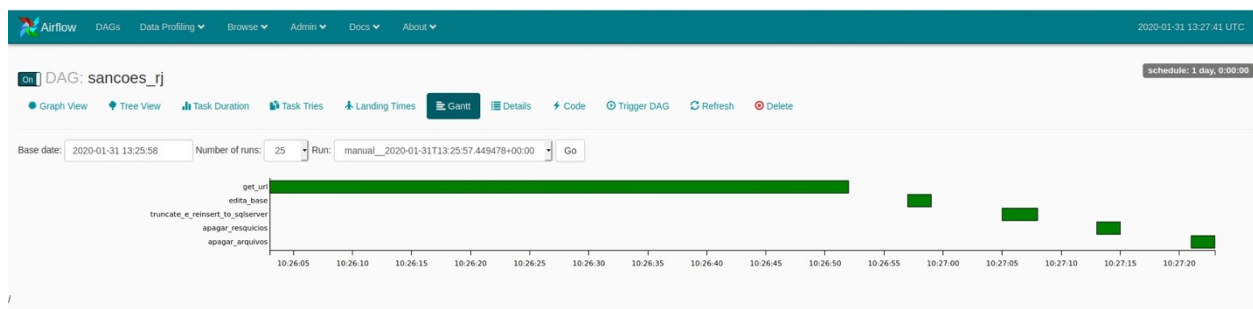 Airflow DAGs Data Profiling Browse Admin Docs About 2020-01-31 13:27:41 UTC
On DAG: sancoes_rj schedule: 1 day, 0:00:00
Graph View Tree View Task Duration Task Tries Landing Times Gantt Details Code Trigger DAG Refresh Delete
Base date: 2020-01-31 13:25:58 Number of runs: 25 Run: manual__2020-01-31T13:25:57.449478+00:00 Go
get_url
edita_base
truncate_e_reinsert_to_sqlserver
apagar_resquicios
apagar_arquivos
10:26:05 10:26:10 10:26:15 10:26:20 10:26:25 10:26:30 10:26:35 10:26:40 10:26:45 10:26:50 10:26:55 10:27:00 10:27:05 10:27:10 10:27:15 10:27:20
/